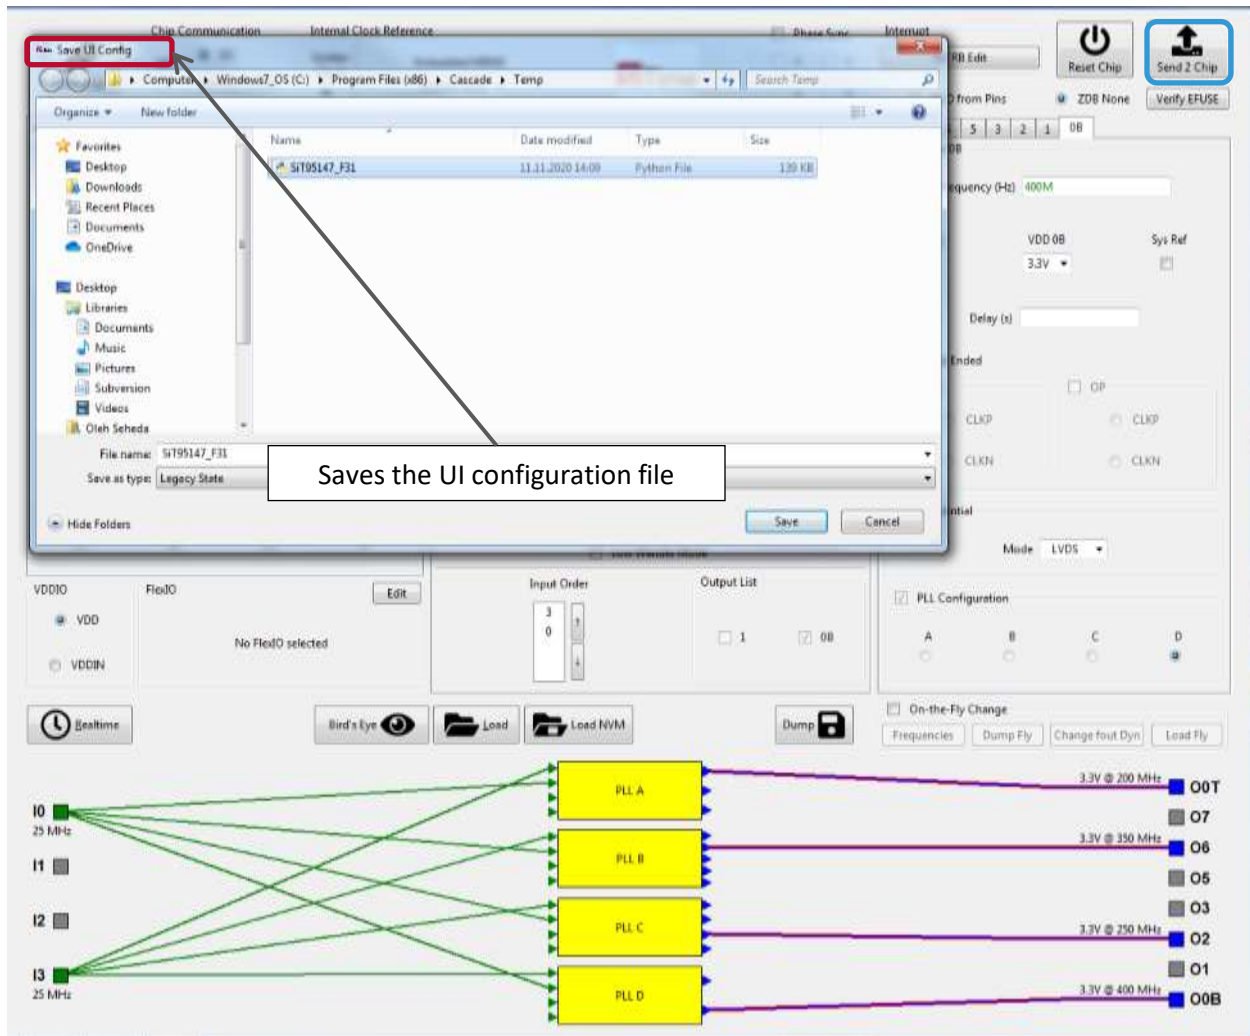 Chip Communication Internal Clock Reference Phase Sync Interrupt
Save UI Config
RB Edit
Reset Chip
Send 2 Chip
Computer Windows7_OS (C:) Program Files (x86) Cascade Temp
Search Temp
from Pins ZDB None Verify EFUSE
Organize New folder
5 3 2 1 0B
Name Date modified Type Size
Favorites
SiT95147_F31 11.11.2020 14:09 Python File 139 KB
Desktop
Downloads
Recent Places
Documents
OneDrive
equency (Hz) 400M
VDD 0B Sys Ref
3.3V
Desktop
Libraries
Documents
Music
Pictures
Subversion
Videos
Oleh Seheda
Delay (s)
Ended
OP
CLKP CLKP
CLKN CLKN
File name: SiT95147_F31
Save as type: Legacy State
Saves the UI configuration file
Hide Folders
Save Cancel
ntial
Mode LVDS
VDDIO FlexIO Edit
VDD
VDDIN
No FlexIO selected
Input Order
3
0
Output List
1 0B
PLL Configuration
A B C D
Realtime Bird's Eye Load Load NVM Dump
On-the-Fly Change
Frequencies Dump Fly Change fout Dyn Load Fly
I0
25 MHz
I1
I2
I3
25 MHz
PLL A
PLL B
PLL C
PLL D
3.3V @ 200 MHz O0T
O7
3.3V @ 350 MHz O6
O5
O3
3.3V @ 250 MHz O2
O1
3.3V @ 400 MHz O0B